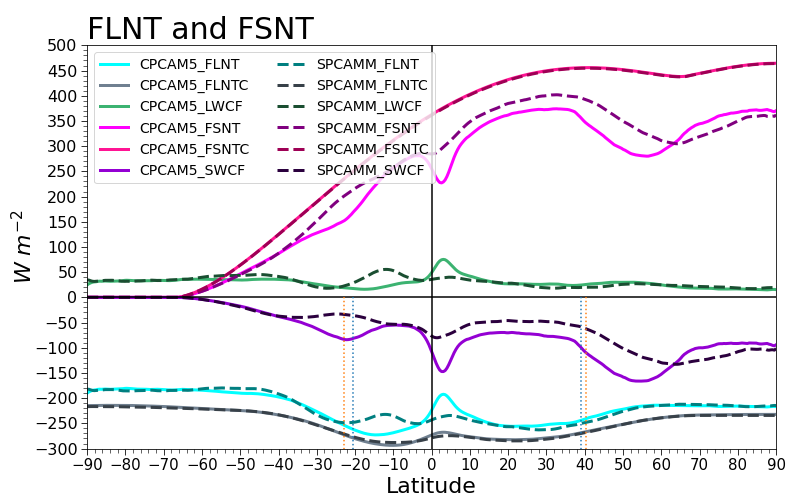 FLNT and FSNT
500
450
400
350
300
250
200
150
100
50
0
−50
−100
−150
−200
−250
−300
W m−2
CPCAM5_FLNT
CPCAM5_FLNTC
CPCAM5_LWCF
CPCAM5_FSNT
CPCAM5_FSNTC
CPCAM5_SWCF
SPCAMM_FLNT
SPCAMM_FLNTC
SPCAMM_LWCF
SPCAMM_FSNT
SPCAMM_FSNTC
SPCAMM_SWCF
−90 −80 −70 −60 −50 −40 −30 −20 −10 0 10 20 30 40 50 60 70 80 90
Latitude